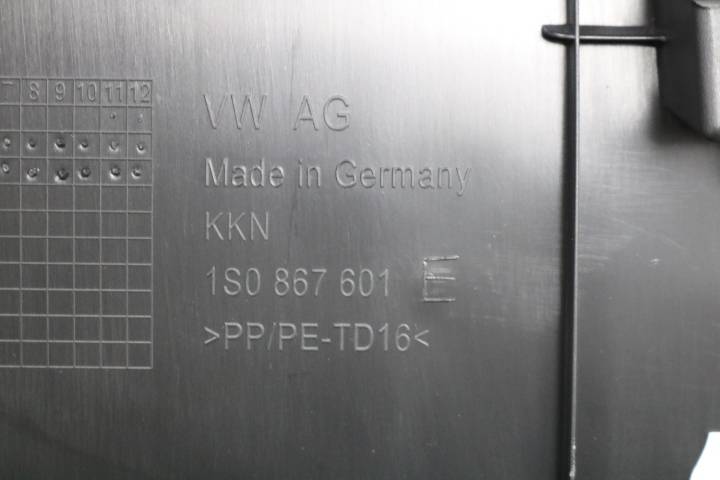 7 8 9 10 11 12
VW AG
Made in Germany
KKN
1S0 867 601 E
>PP/PE-TD16<